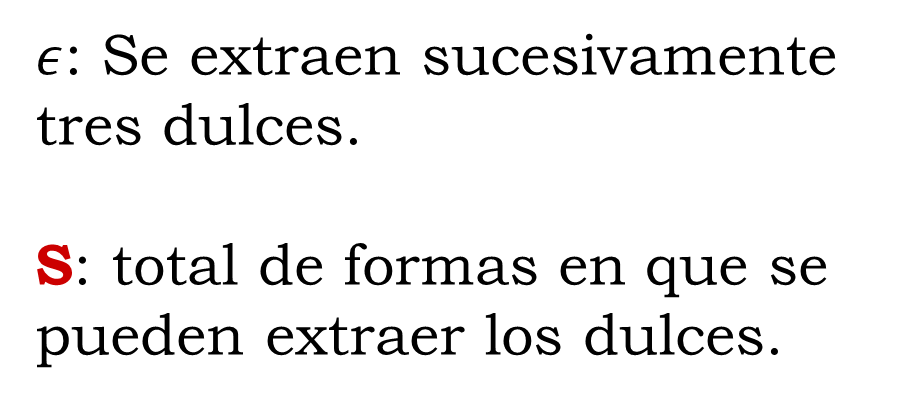 ϵ: Se extraen sucesivamente
tres dulces.
S: total de formas en que se
pueden extraer los dulces.